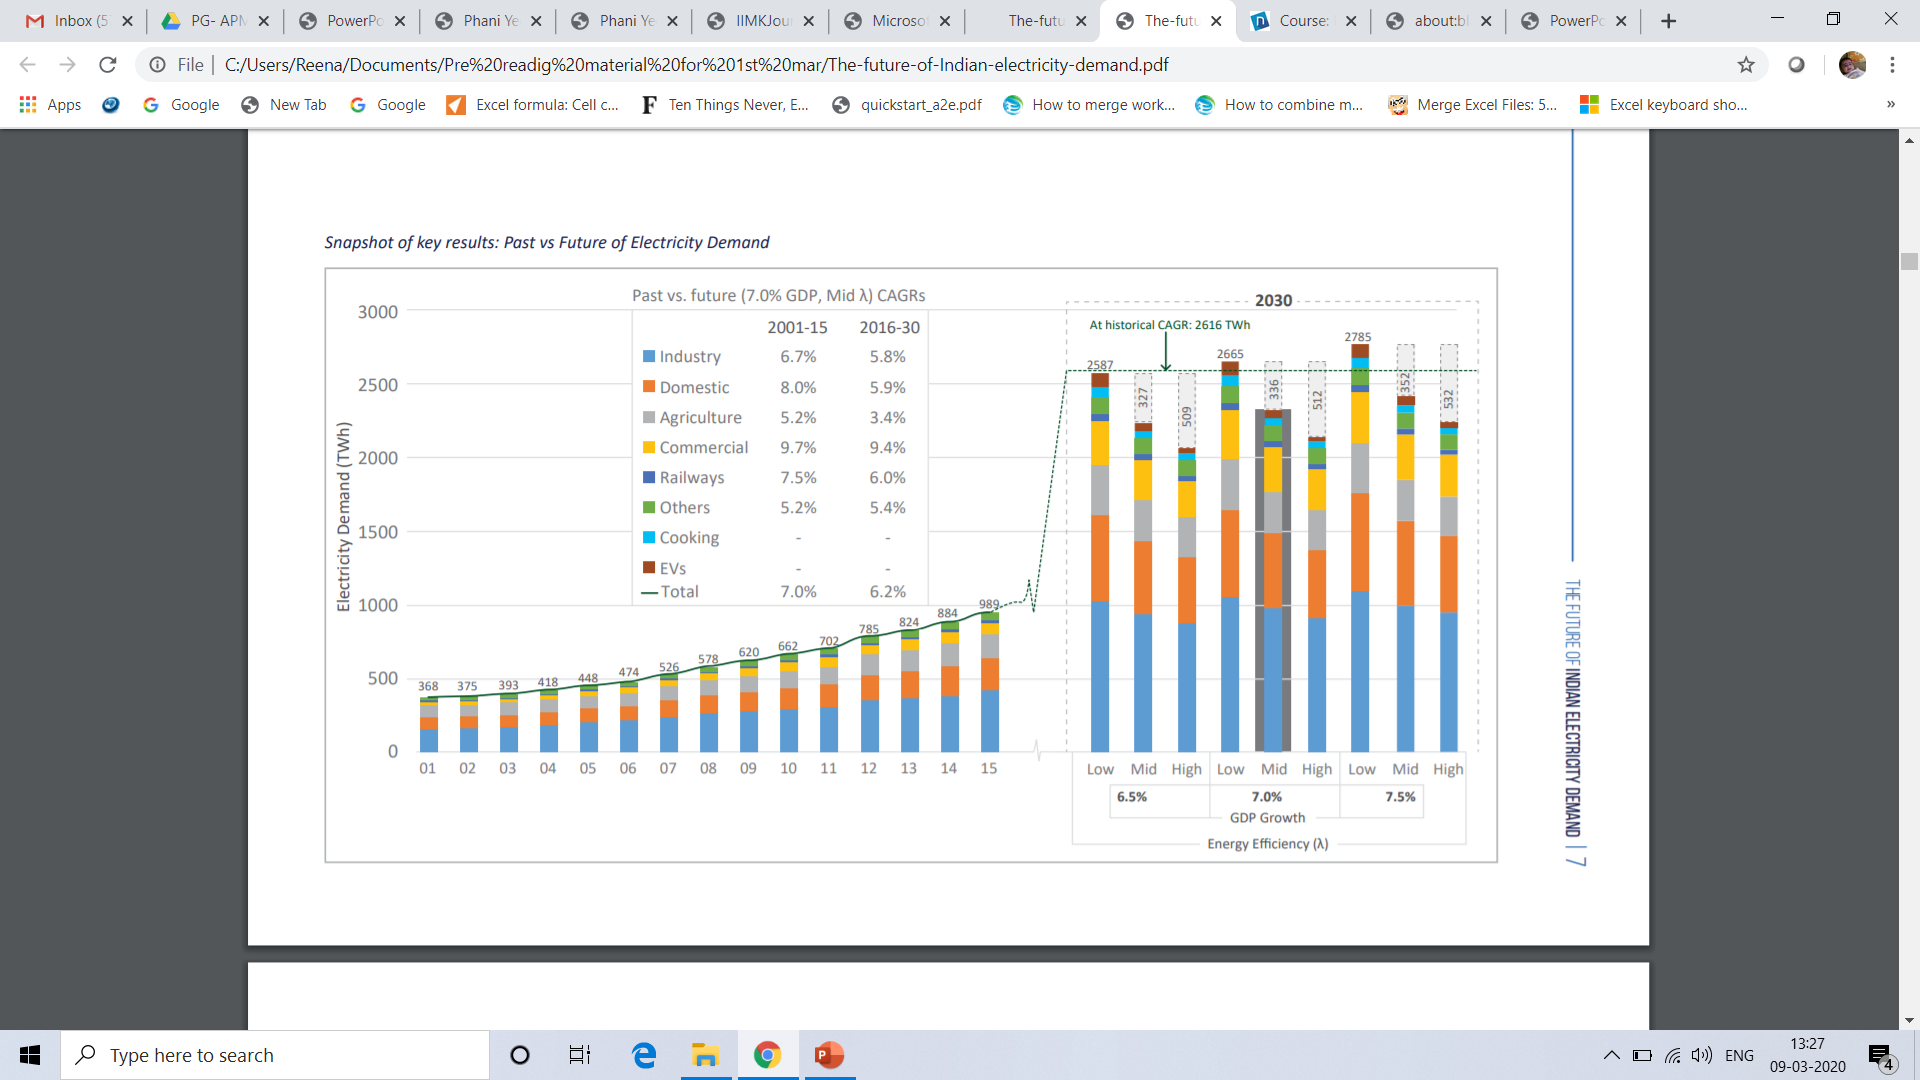 Inbox (5
PG- APM
PowerPo
Phani Ye
Phani Ye
IIMKJou
Microsof
The-futu
The-futu
Course:
about:bl
PowerPo
File | C:/Users/Reena/Documents/Pre%20readig%20material%20for%201st%20mar/The-future-of-Indian-electricity-demand.pdf
Apps
Google
New Tab
Google
Excel formula: Cell c...
Ten Things Never, E...
quickstart_a2e.pdf
How to merge work...
How to combine m...
Merge Excel Files: 5...
Excel keyboard sho...
»
Snapshot of key results: Past vs Future of Electricity Demand
Past vs. future (7.0% GDP, Mid λ) CAGRs
2001-15 2016-30
Industry 6.7% 5.8%
Domestic 8.0% 5.9%
Agriculture 5.2% 3.4%
Commercial 9.7% 9.4%
Railways 7.5% 6.0%
Others 5.2% 5.4%
Cooking - -
EVs - -
Total 7.0% 6.2%
Electricity Demand (TWh)
3000
2500
2000
1500
1000
500
0
368 375 393 418 448 474 526 578 620 662 702 785 824 884 989
01 02 03 04 05 06 07 08 09 10 11 12 13 14 15
2030
At historical CAGR: 2616 TWh
2587 327 509 2665 336 512 2785 352 532
Low Mid High Low Mid High Low Mid High
6.5% 7.0% 7.5%
GDP Growth
Energy Efficiency (λ)
THE FUTURE OF INDIAN ELECTRICITY DEMAND | 7
Type here to search
ENG
13:27
09-03-2020
4